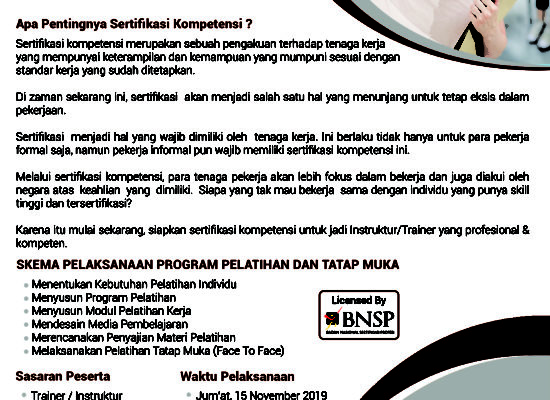 Apa Pentingnya Sertifikasi Kompetensi ?
Sertifikasi kompetensi merupakan sebuah pengakuan terhadap tenaga kerja
yang mempunyai keterampilan dan kemampuan yang mumpuni sesuai dengan
standar kerja yang sudah ditetapkan.
Di zaman sekarang ini, sertifikasi akan menjadi salah satu hal yang menunjang untuk tetap eksis dalam
pekerjaan.
Sertifikasi menjadi hal yang wajib dimiliki oleh tenaga kerja. Ini berlaku tidak hanya untuk para pekerja
formal saja, namun pekerja informal pun wajib memiliki sertifikasi kompetensi ini.
Melalui sertifikasi kompetensi, para tenaga pekerja akan lebih fokus dalam bekerja dan juga diakui oleh
negara atas keahlian yang dimiliki. Siapa yang tak mau bekerja sama dengan individu yang punya skill
tinggi dan tersertifikasi?
Karena itu mulai sekarang, siapkan sertifikasi kompetensi untuk jadi Instruktur/Trainer yang profesional &
kompeten.
SKEMA PELAKSANAAN PROGRAM PELATIHAN DAN TATAP MUKA
Menentukan Kebutuhan Pelatihan Individu
Menyusun Program Pelatihan
Menyusun Modul Pelatihan Kerja
Mendesain Media Pembelajaran
Merencanakan Penyajian Materi Pelatihan
Melaksanakan Pelatihan Tatap Muka (Face To Face)
Licensed By
BNSP
Sasaran Peserta
Trainer / Instruktur
Waktu Pelaksanaan
Jum'at, 15 November 2019